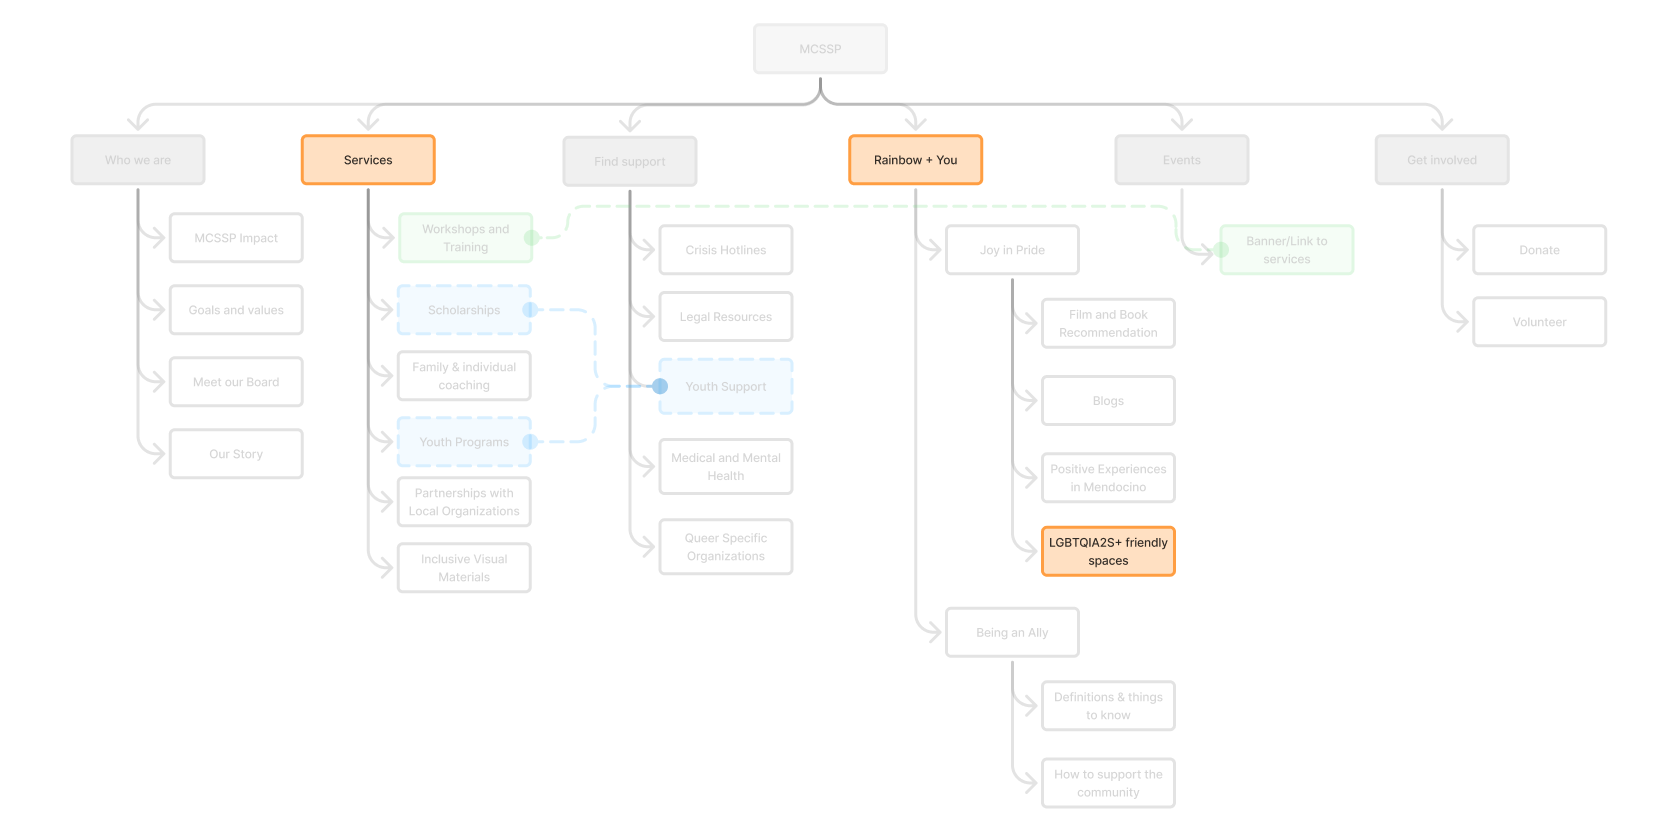 MCSSP
Who we are
Services
Find support
Rainbow + You
Events
Get involved
MCSSP Impact
Goals and values
Meet our Board
Our Story
Workshops and
Training
Scholarships
Family & individual
coaching
Youth Programs
Partnerships with
Local Organizations
Inclusive Visual
Materials
Crisis Hotlines
Legal Resources
Youth Support
Medical and Mental
Health
Queer Specific
Organizations
Joy in Pride
Film and Book
Recommendation
Blogs
Positive Experiences
in Mendocino
LGBTQIA2S+ friendly
spaces
Being an Ally
Definitions & things
to know
How to support the
community
Banner/Link to
services
Donate
Volunteer